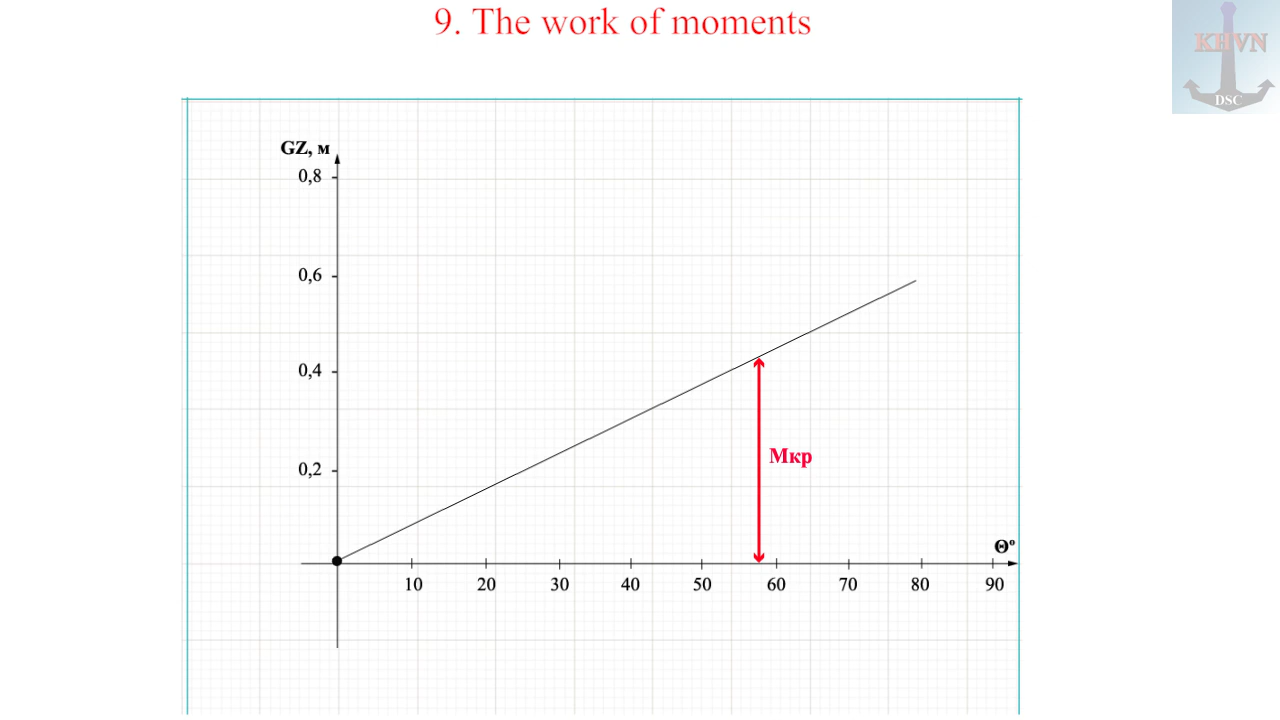 9. The work of moments
KHVN
DSC
GZ, м
0,8
0,6
0,4
0,2
Мкр
Θº
10 20 30 40 50 60 70 80 90